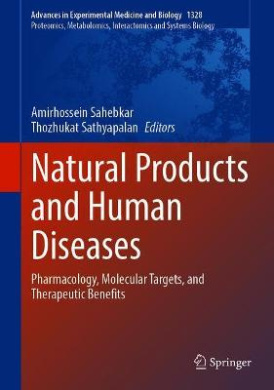 Advances in Experimental Medicine and Biology 1328
Proteomics, Metabolomics, Interactomics and Systems Biology
Amirhossein Sahebkar
Thozhukat Sathyapalan Editors
Natural Products
and Human
Diseases
Pharmacology, Molecular Targets, and
Therapeutic Benefits
Springer